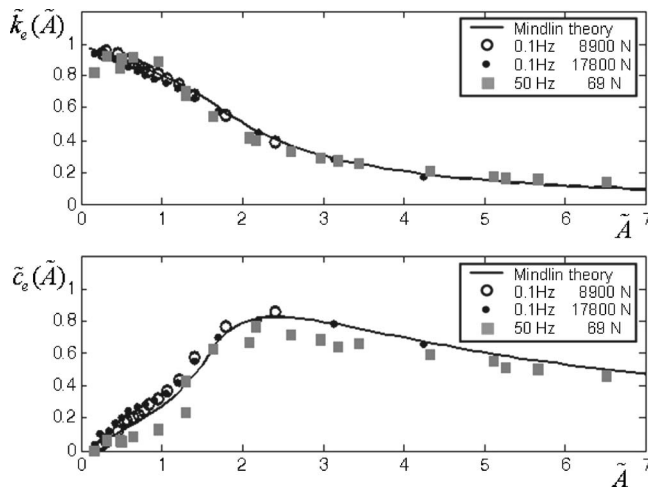 k̃ₑ(Ã)
Mindlin theory
0.1Hz 8900 N
0.1Hz 17800 N
50 Hz 69 N
1
0.8
0.6
0.4
0.2
0
0 1 2 3 4 5 6 7
Ã
c̃ₑ(Ã)
Mindlin theory
0.1Hz 8900 N
0.1Hz 17800 N
50 Hz 69 N
1
0.8
0.6
0.4
0.2
0
0 1 2 3 4 5 6 7
Ã